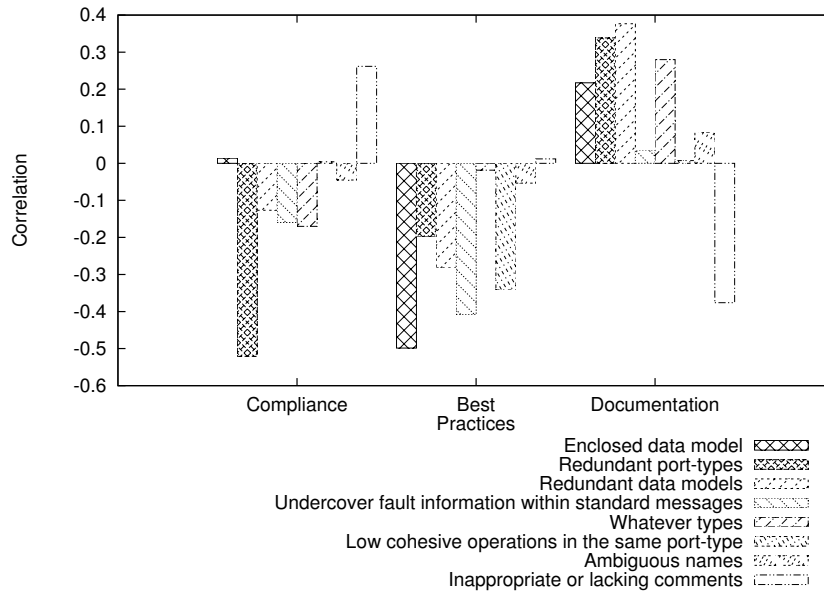 0.4
0.3
0.2
0.1
0
-0.1
-0.2
-0.3
-0.4
-0.5
-0.6
Correlation
Compliance
Best
Practices
Documentation
Enclosed data model
Redundant port-types
Redundant data models
Undercover fault information within standard messages
Whatever types
Low cohesive operations in the same port-type
Ambiguous names
Inappropriate or lacking comments